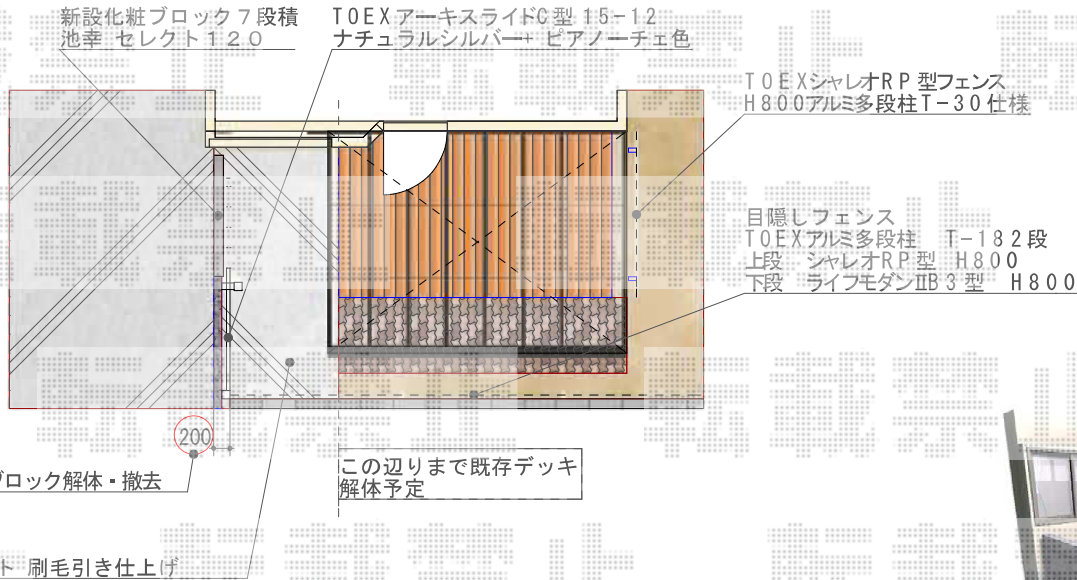 新設化粧ブロック7段積
池幸 セレクト120
TOEXアーキスライドC型15-12
ナチュラルシルバー+ ピアノーチェ色
TOEXシャレオRP型フェンス
H800アルミ多段柱T-30仕様
目隠しフェンス
TOEXアルミ多段柱 T-182段
上段 シャレオRP型 H800
下段 ライフモダンⅡB3型 H800
200
ブロック解体・撤去
この辺りまで既存デッキ
解体予定
ト 刷毛引き仕上げ
転載禁止